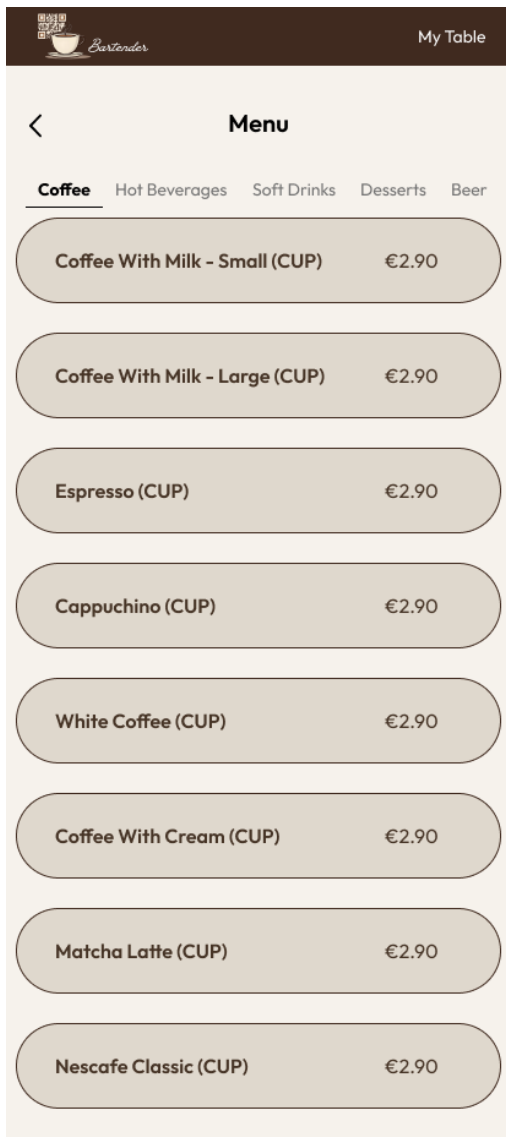 Bartender
My Table
Menu
Coffee Hot Beverages Soft Drinks Desserts Beer
Coffee With Milk - Small (CUP) €2.90
Coffee With Milk - Large (CUP) €2.90
Espresso (CUP) €2.90
Cappuchino (CUP) €2.90
White Coffee (CUP) €2.90
Coffee With Cream (CUP) €2.90
Matcha Latte (CUP) €2.90
Nescafe Classic (CUP) €2.90